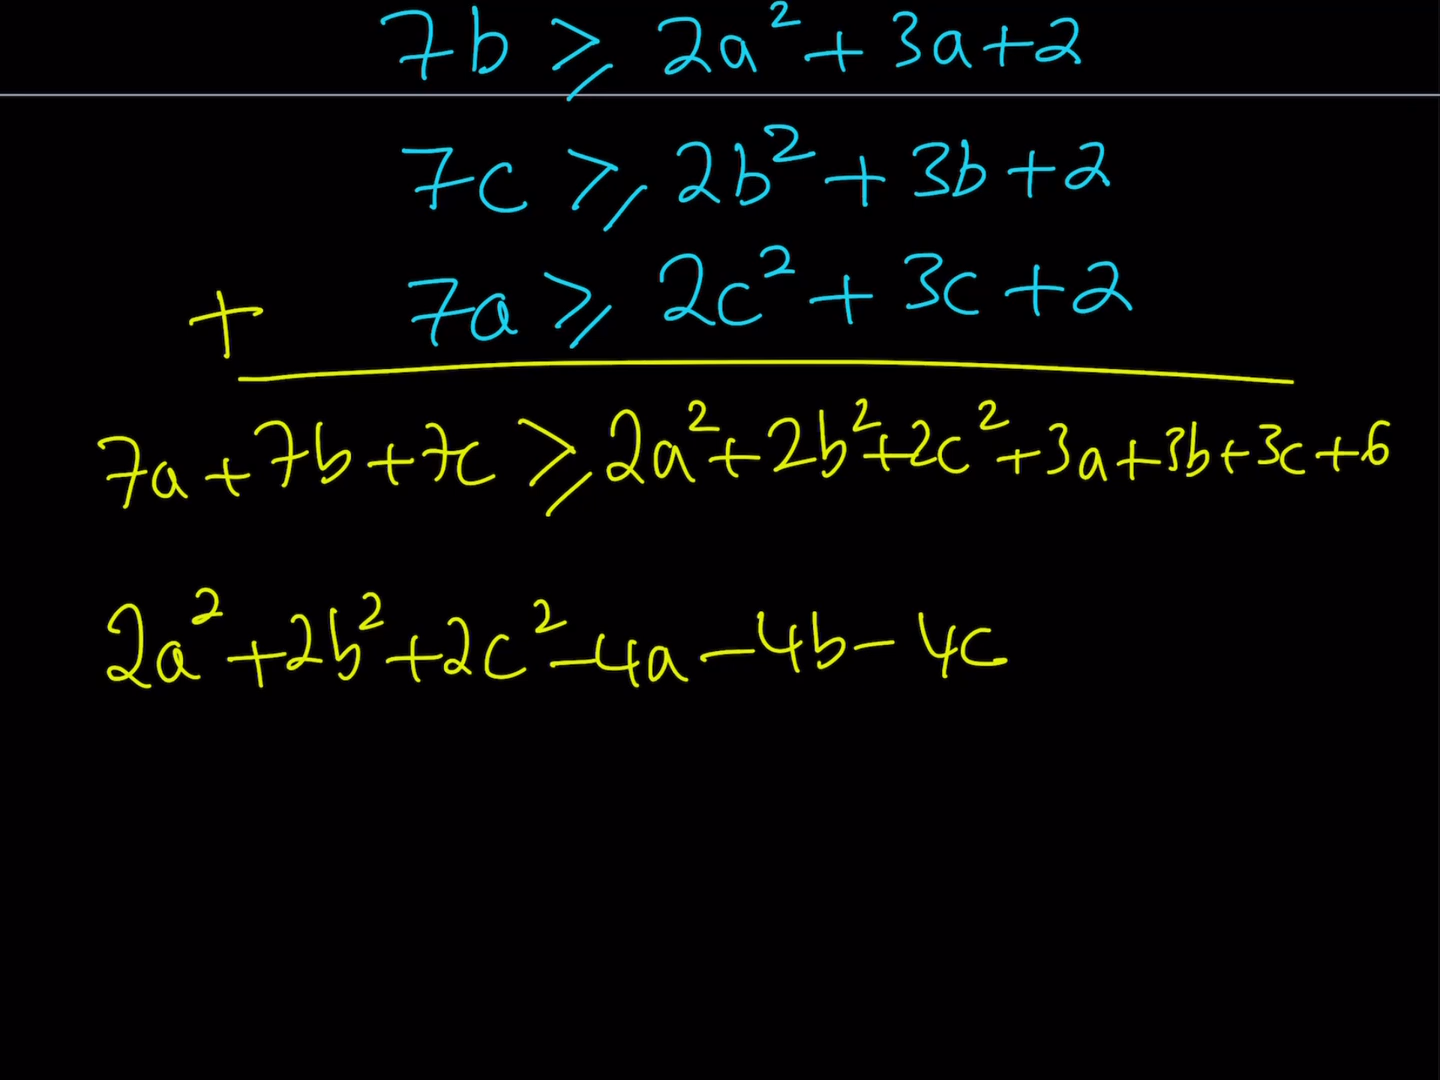 7b ⩾ 2a² + 3a + 2
7c ⩾ 2b² + 3b + 2
+ 7a ⩾ 2c² + 3c + 2
7a + 7b + 7c ⩾ 2a² + 2b² + 2c² + 3a + 3b + 3c + 6
2a² + 2b² + 2c² - 4a - 4b - 4c